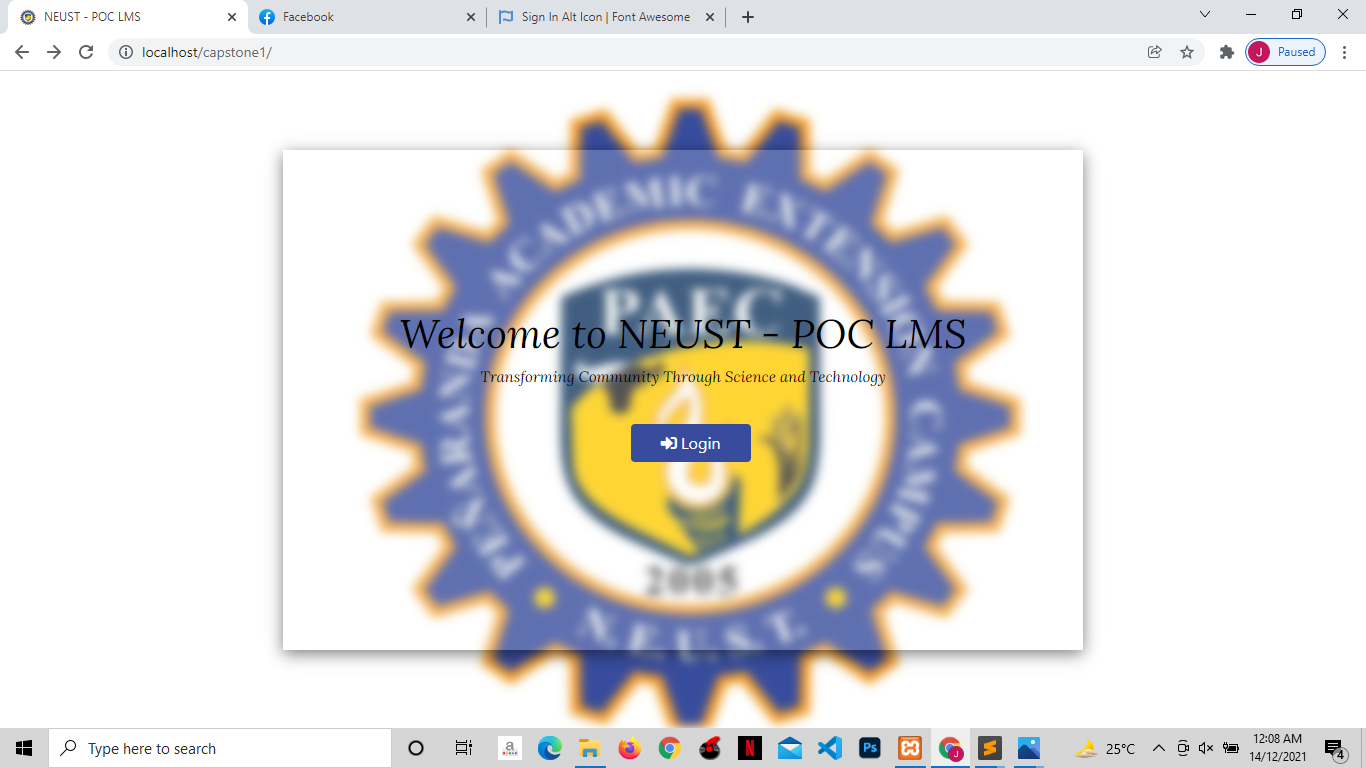 NEUST - POC LMS
Facebook
Sign In Alt Icon | Font Awesome
localhost/capstone1/
J
Paused
PEÑARANDA ACADEMIC EXTENSION CAMPUS
PAEC
Welcome to NEUST - POC LMS
Transforming Community Through Science and Technology
Login
2005
N. E. U. S. T.
Type here to search
a
N
Ps
J
25°C
12:08 AM
14/12/2021
4